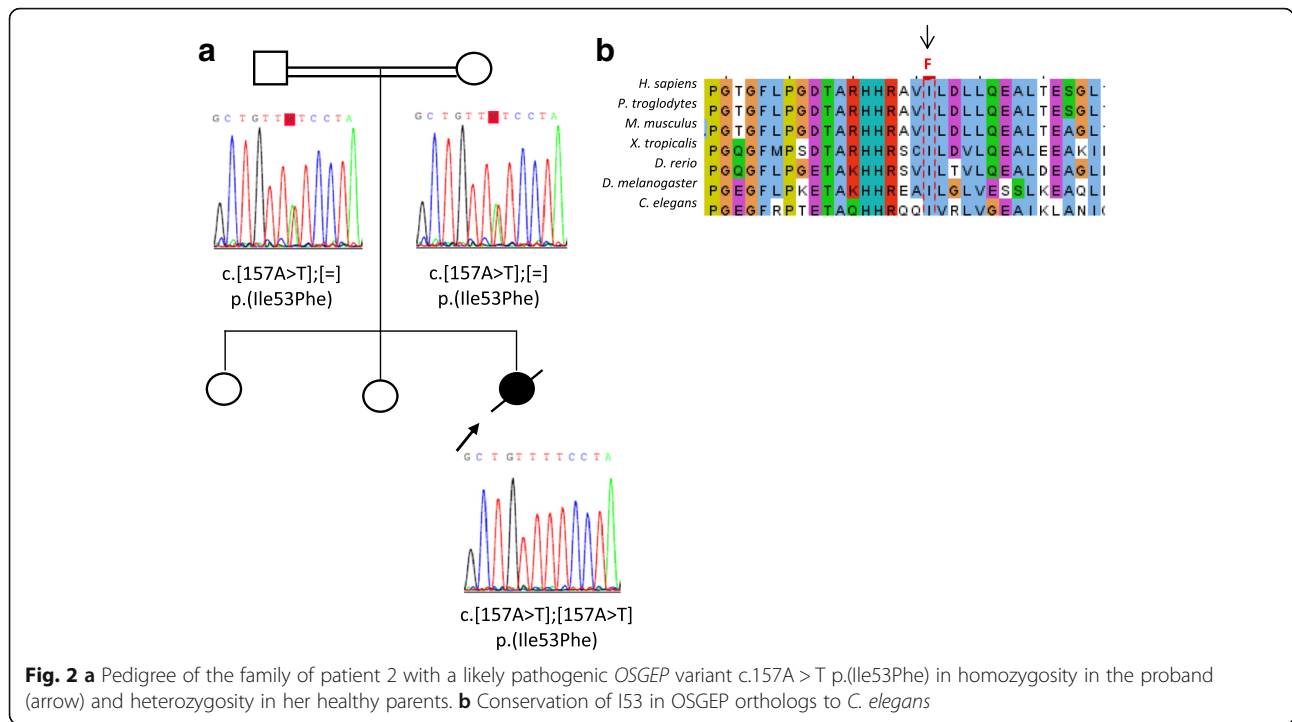 a
G C T G T T W T C C T A
G C T G T T W T C C T A
c.[157A>T];[=]
p.(Ile53Phe)
c.[157A>T];[=]
p.(Ile53Phe)
G C T G T T T T C C T A
c.[157A>T];[157A>T]
p.(Ile53Phe)
b
F
H. sapiens PGTGFLPGDTARHHRAVILDLLQEALTESGL
P. troglodytes PGTGFLPGDTARHHRAVILDLLQEALTESGL
M. musculus PGTGFLPGDTARHHRAVILDLLQEALTEAGL
X. tropicalis PGQGFMPSDTARHHRSCILDVLQEALEEAKI
D. rerio PGQGFLPGETAKHHRSVILTVLQEALDEAGL
D. melanogaster PGEGFLPKETAKHHREAILGLVESSLKEAQL
C. elegans PGEGFRPTETAQHHRQQIVRLVGEAIKLANI
Fig. 2 a Pedigree of the family of patient 2 with a likely pathogenic OSGEP variant c.157A > T p.(Ile53Phe) in homozygosity in the proband
(arrow) and heterozygosity in her healthy parents. b Conservation of I53 in OSGEP orthologs to C. elegans